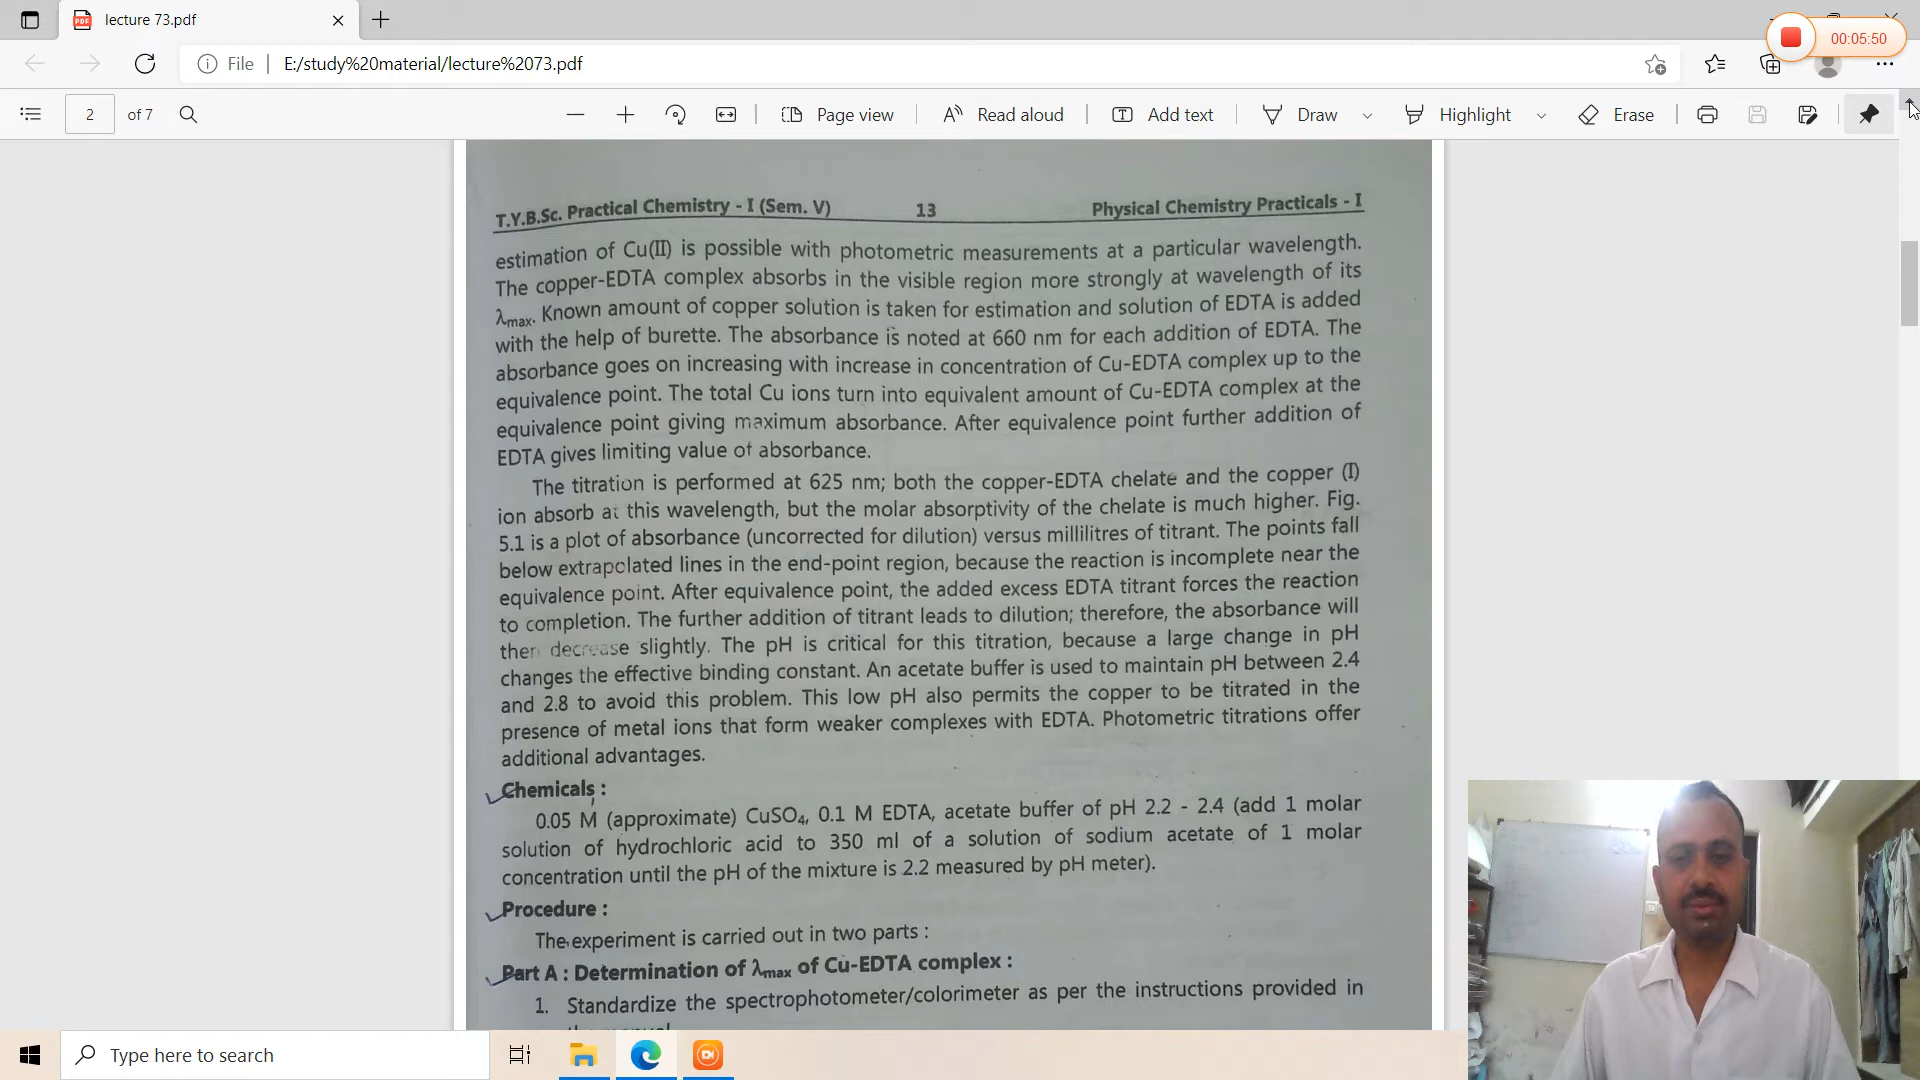 lecture 73.pdf
00:05:50
File
E:/study%20material/lecture%2073.pdf
2 of 7
Page view
Read aloud
Add text
Draw
Highlight
Erase
T.Y.B.Sc. Practical Chemistry - I (Sem. V) 13 Physical Chemistry Practicals - I
estimation of Cu(II) is possible with photometric measurements at a particular wavelength.
The copper-EDTA complex absorbs in the visible region more strongly at wavelength of its
λmax. Known amount of copper solution is taken for estimation and solution of EDTA is added
with the help of burette. The absorbance is noted at 660 nm for each addition of EDTA. The
absorbance goes on increasing with increase in concentration of Cu-EDTA complex up to the
equivalence point. The total Cu ions turn into equivalent amount of Cu-EDTA complex at the
equivalence point giving maximum absorbance. After equivalence point further addition of
EDTA gives limiting value of absorbance.
The titration is performed at 625 nm; both the copper-EDTA chelate and the copper (I)
ion absorb at this wavelength, but the molar absorptivity of the chelate is much higher. Fig.
5.1 is a plot of absorbance (uncorrected for dilution) versus millilitres of titrant. The points fall
below extrapolated lines in the end-point region, because the reaction is incomplete near the
equivalence point. After equivalence point, the added excess EDTA titrant forces the reaction
to completion. The further addition of titrant leads to dilution; therefore, the absorbance will
then decrease slightly. The pH is critical for this titration, because a large change in pH
changes the effective binding constant. An acetate buffer is used to maintain pH between 2.4
and 2.8 to avoid this problem. This low pH also permits the copper to be titrated in the
presence of metal ions that form weaker complexes with EDTA. Photometric titrations offer
additional advantages.
Chemicals :
0.05 M (approximate) CuSO4, 0.1 M EDTA, acetate buffer of pH 2.2 - 2.4 (add 1 molar
solution of hydrochloric acid to 350 ml of a solution of sodium acetate of 1 molar
concentration until the pH of the mixture is 2.2 measured by pH meter).
Procedure :
The experiment is carried out in two parts :
Part A : Determination of λmax of Cu-EDTA complex :
1. Standardize the spectrophotometer/colorimeter as per the instructions provided in
Type here to search